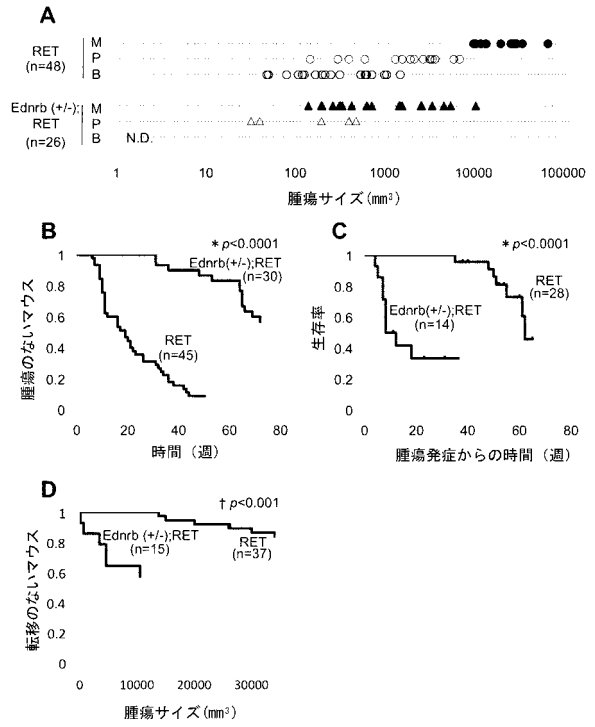 A
RET
(n=48)
M
P
B
Ednrb (+/-);
RET
(n=26)
M
P
B
N.D.
1 10 100 1000 10000 100000
腫瘍サイズ(mm³)
B
* p<0.0001
腫瘍のないマウス
1
0.8
0.6
0.4
0.2
0
Ednrb(+/-);RET
(n=30)
RET
(n=45)
0 20 40 60 80
時間（週）
C
* p<0.0001
生存率
1
0.8
0.6
0.4
0.2
0
RET
(n=28)
Ednrb(+/-);RET
(n=14)
0 20 40 60 80
腫瘍発症からの時間（週）
D
† p<0.001
転移のないマウス
1
0.8
0.6
0.4
0.2
0
Ednrb (+/-);RET
(n=15)
RET
(n=37)
0 10000 20000 30000
腫瘍サイズ(mm³)